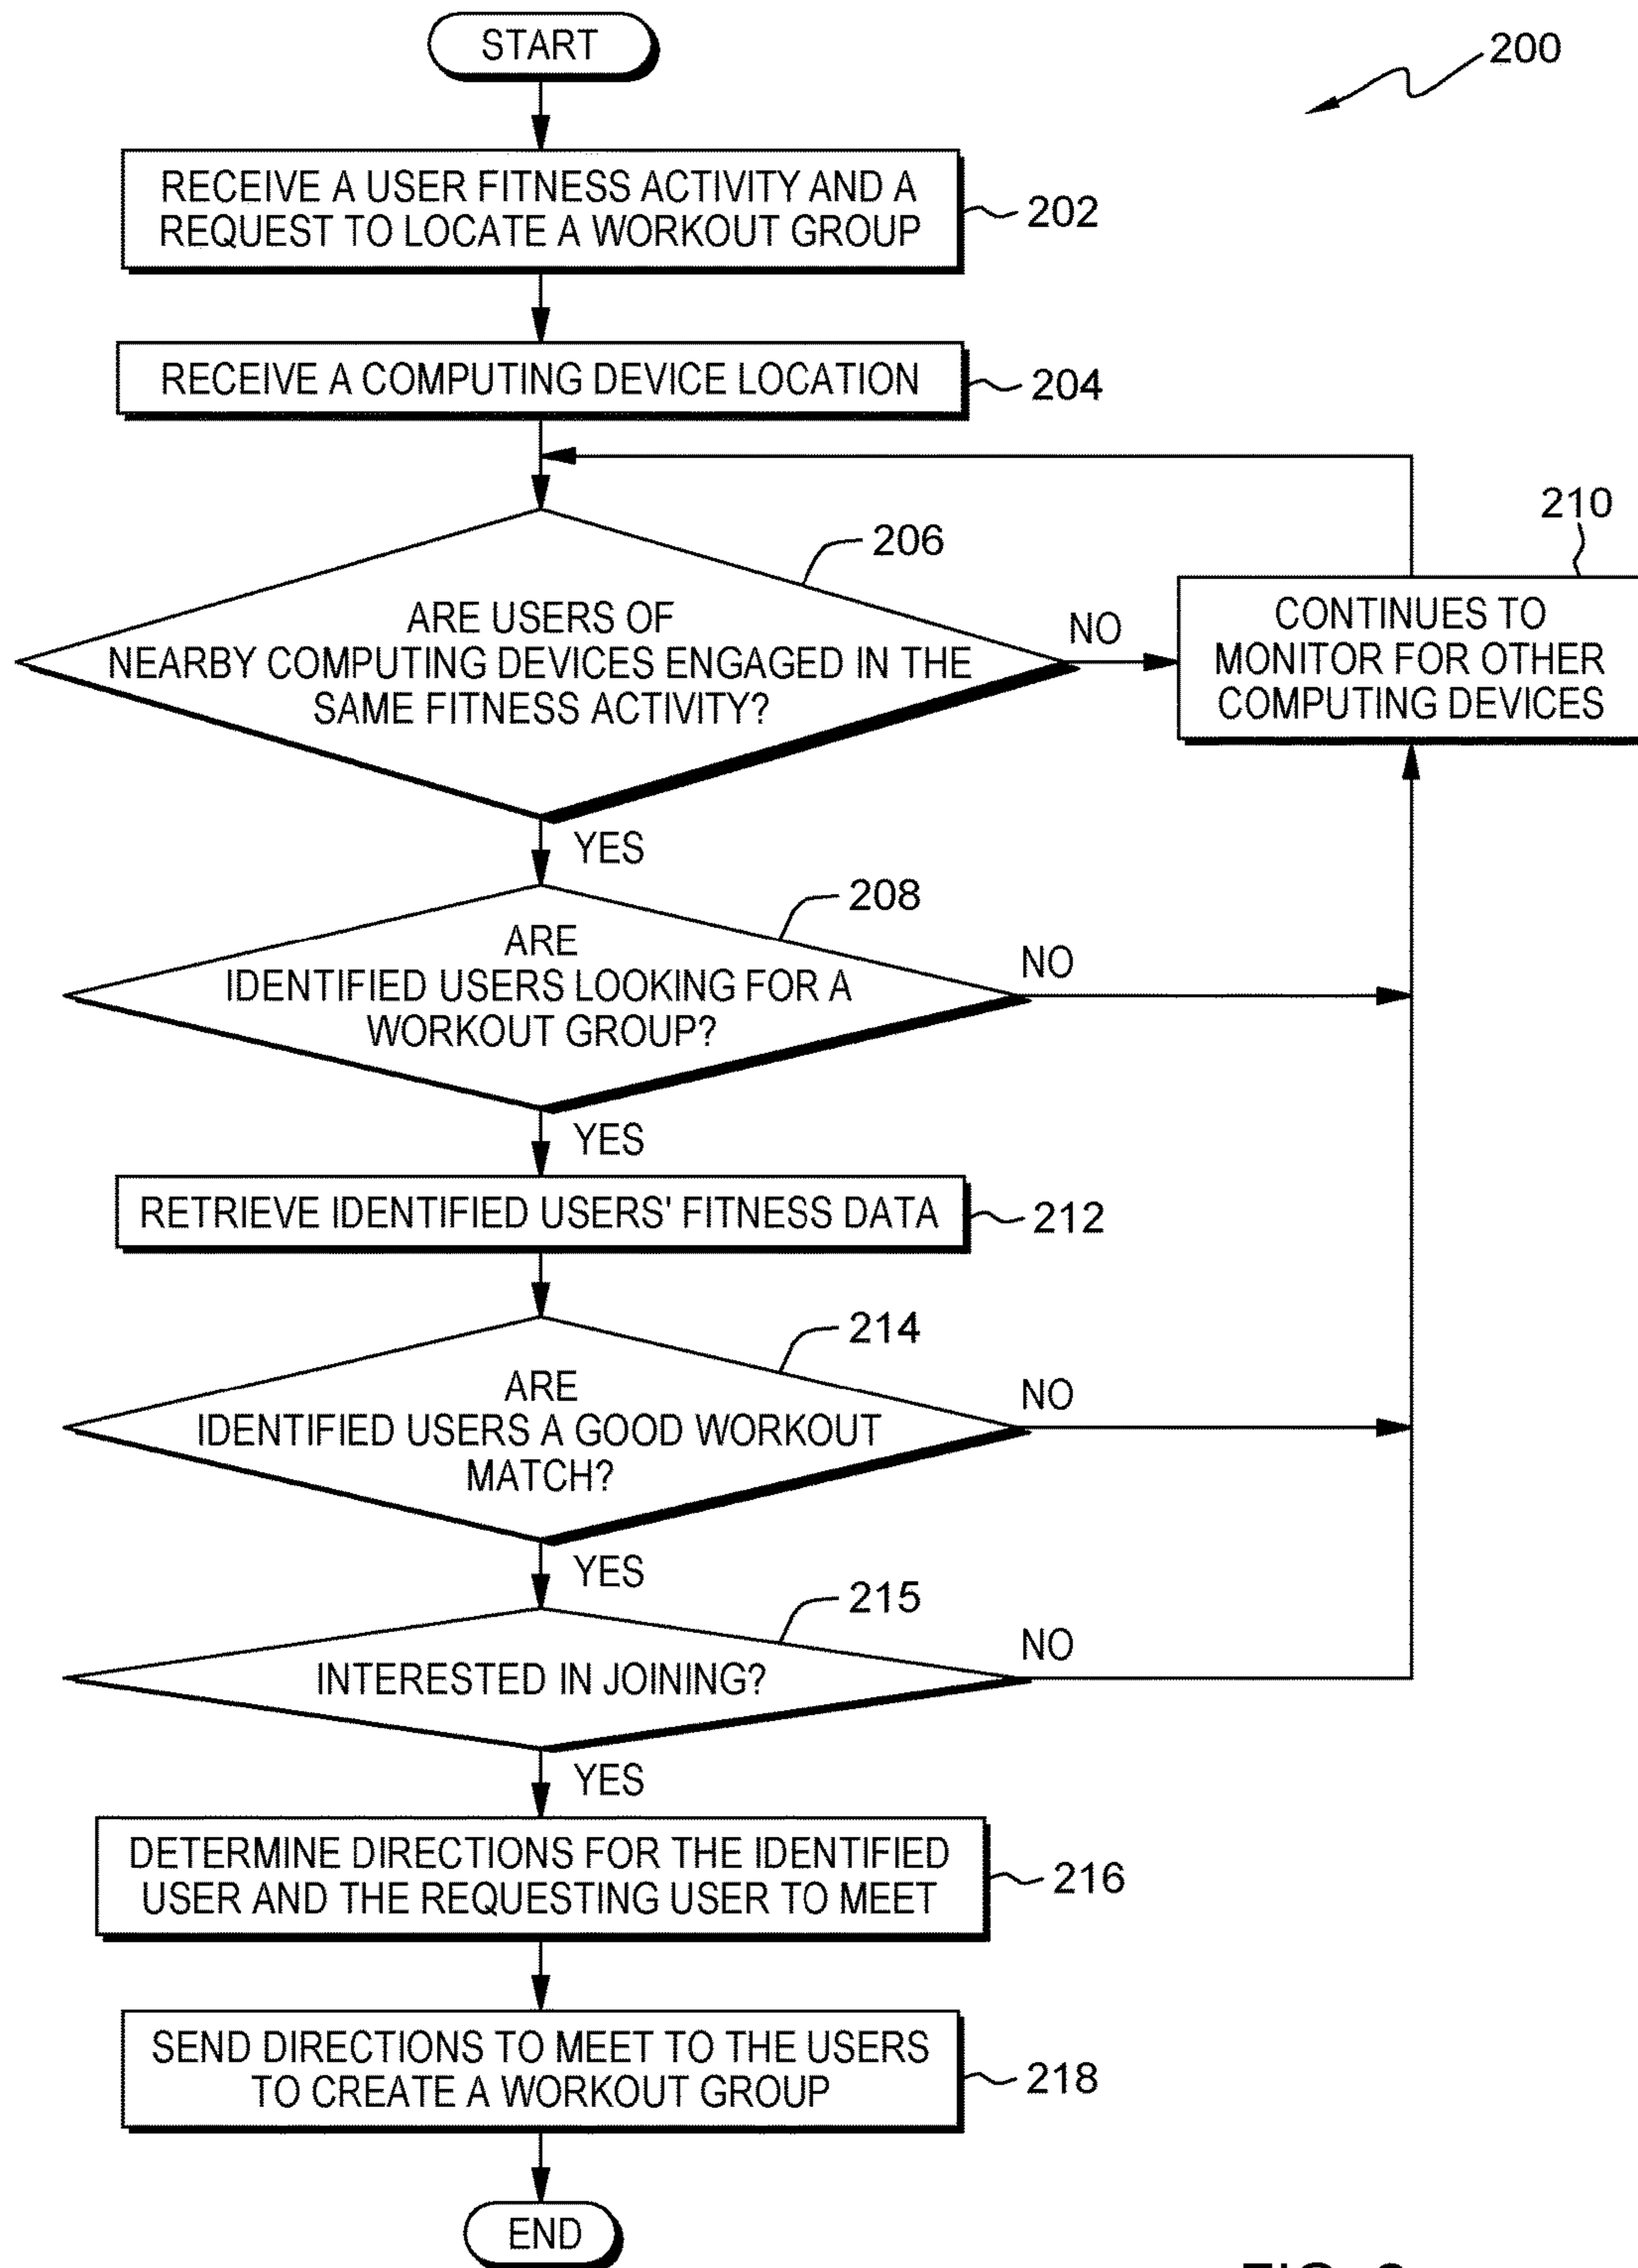 START
200
RECEIVE A USER FITNESS ACTIVITY AND A
REQUEST TO LOCATE A WORKOUT GROUP
202
RECEIVE A COMPUTING DEVICE LOCATION
204
206
ARE USERS OF
NEARBY COMPUTING DEVICES ENGAGED IN THE
SAME FITNESS ACTIVITY?
NO
210
CONTINUES TO
MONITOR FOR OTHER
COMPUTING DEVICES
YES
208
ARE
IDENTIFIED USERS LOOKING FOR A
WORKOUT GROUP?
NO
YES
RETRIEVE IDENTIFIED USERS' FITNESS DATA
212
214
ARE
IDENTIFIED USERS A GOOD WORKOUT
MATCH?
NO
YES
215
INTERESTED IN JOINING?
NO
YES
DETERMINE DIRECTIONS FOR THE IDENTIFIED
USER AND THE REQUESTING USER TO MEET
216
SEND DIRECTIONS TO MEET TO THE USERS
TO CREATE A WORKOUT GROUP
218
END
FIG.